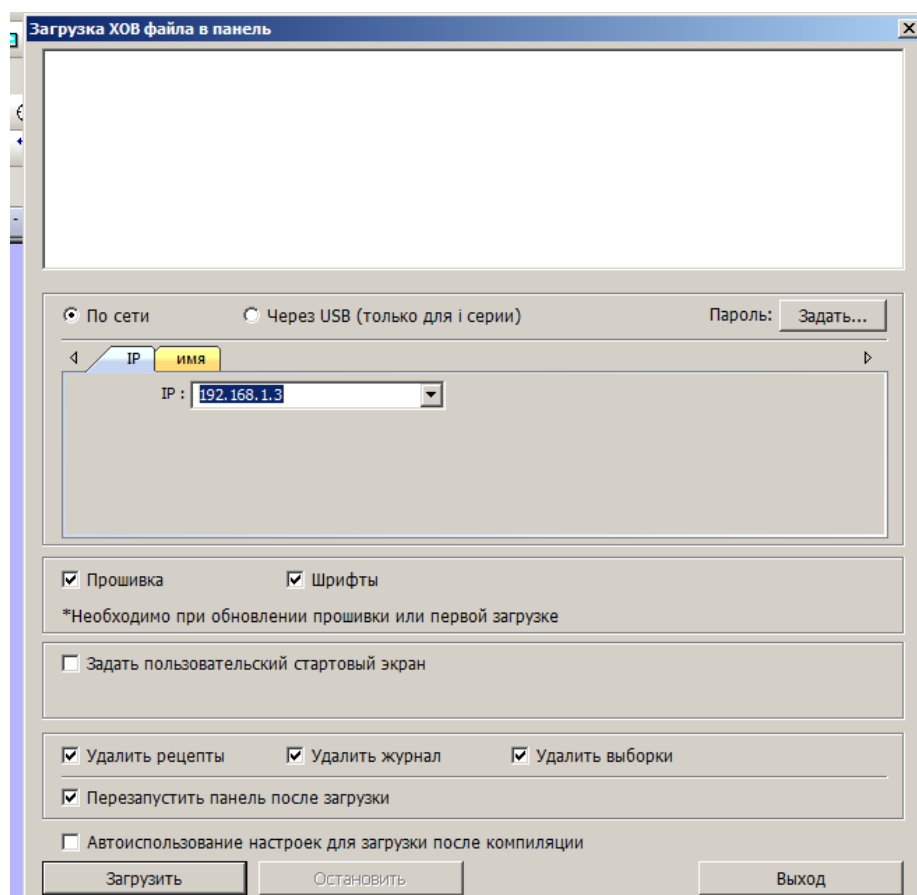 Загрузка XOB файла в панель
По сети Через USB (только для i серии) Пароль: Задать...
IP имя
IP : 192.168.1.3
Прошивка Шрифты
*Необходимо при обновлении прошивки или первой загрузке
Задать пользовательский стартовый экран
Удалить рецепты Удалить журнал Удалить выборки
Перезапустить панель после загрузки
Автоиспользование настроек для загрузки после компиляции
Загрузить Остановить Выход